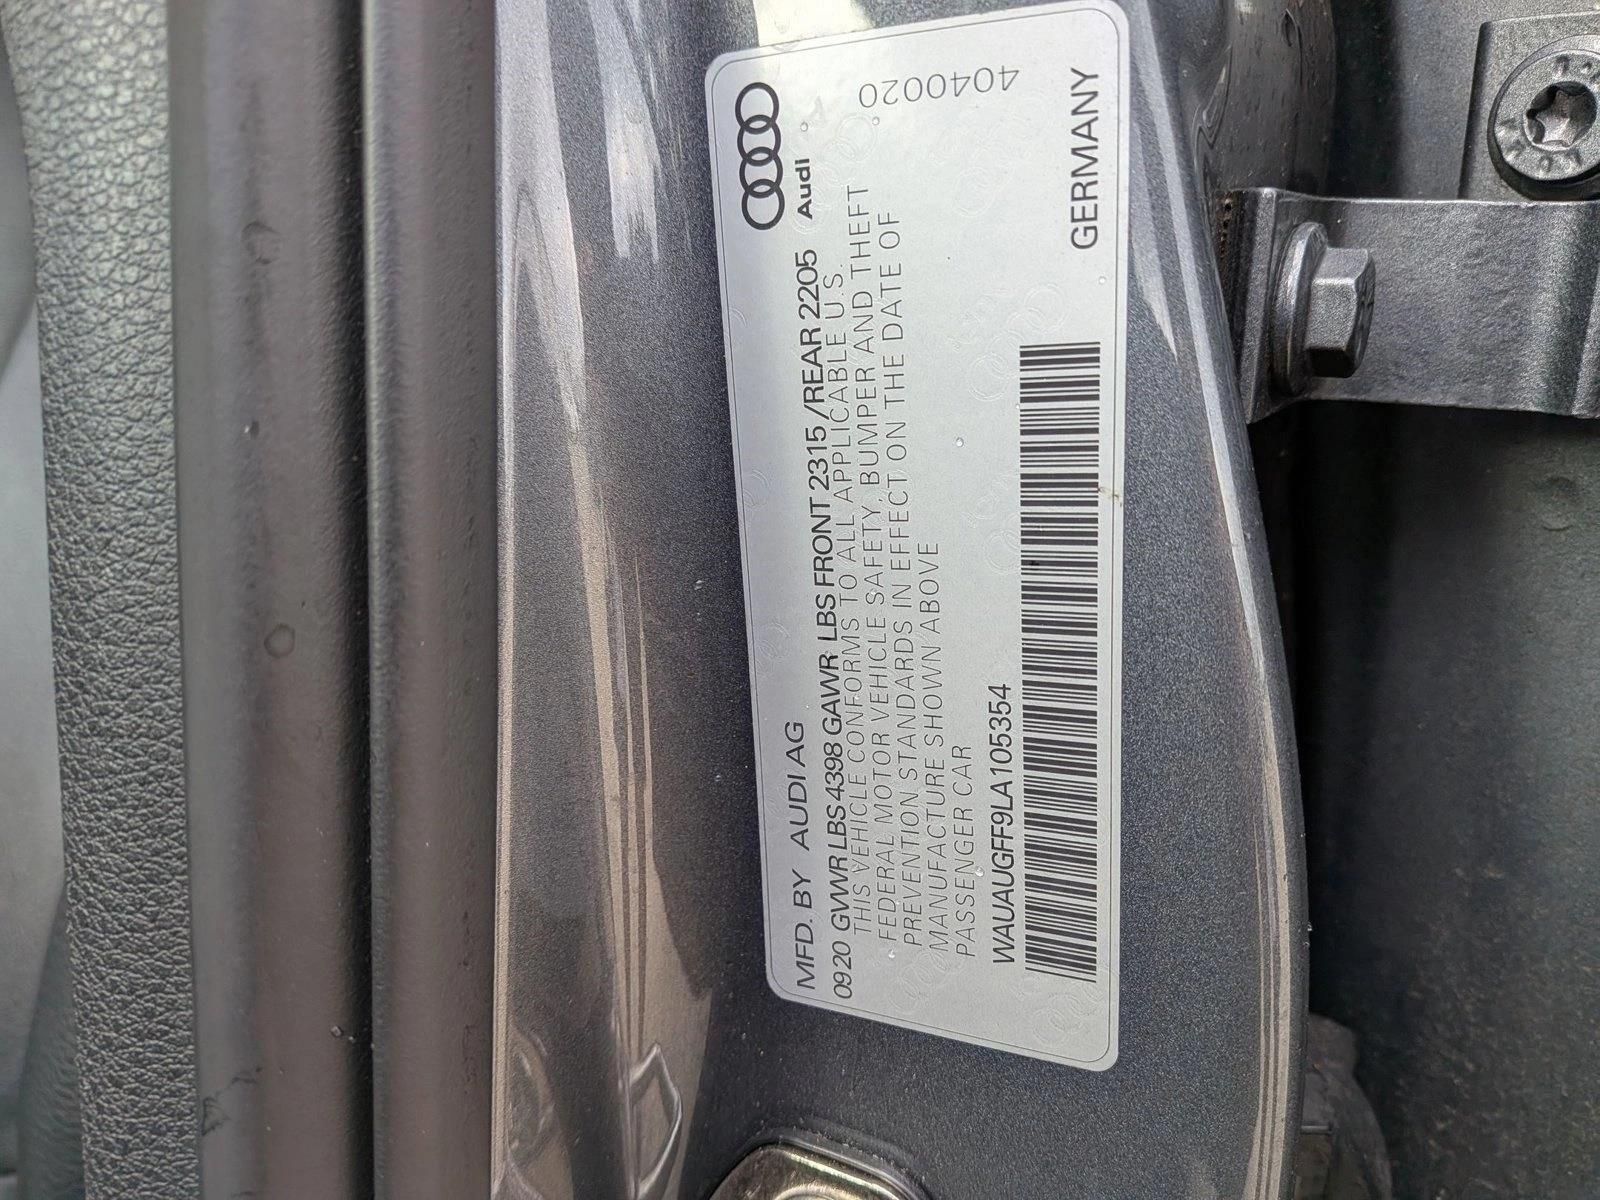 Audi
MFD. BY AUDI AG
0920 GVWR LBS 4398 GAWR LBS FRONT 2315 /REAR 2205
THIS VEHICLE CONFORMS TO ALL APPLICABLE U.S.
FEDERAL MOTOR VEHICLE SAFETY, BUMPER AND THEFT
PREVENTION STANDARDS IN EFFECT ON THE DATE OF
MANUFACTURE SHOWN ABOVE
PASSENGER CAR
WAUAUGFF9LA105354
GERMANY
4040020